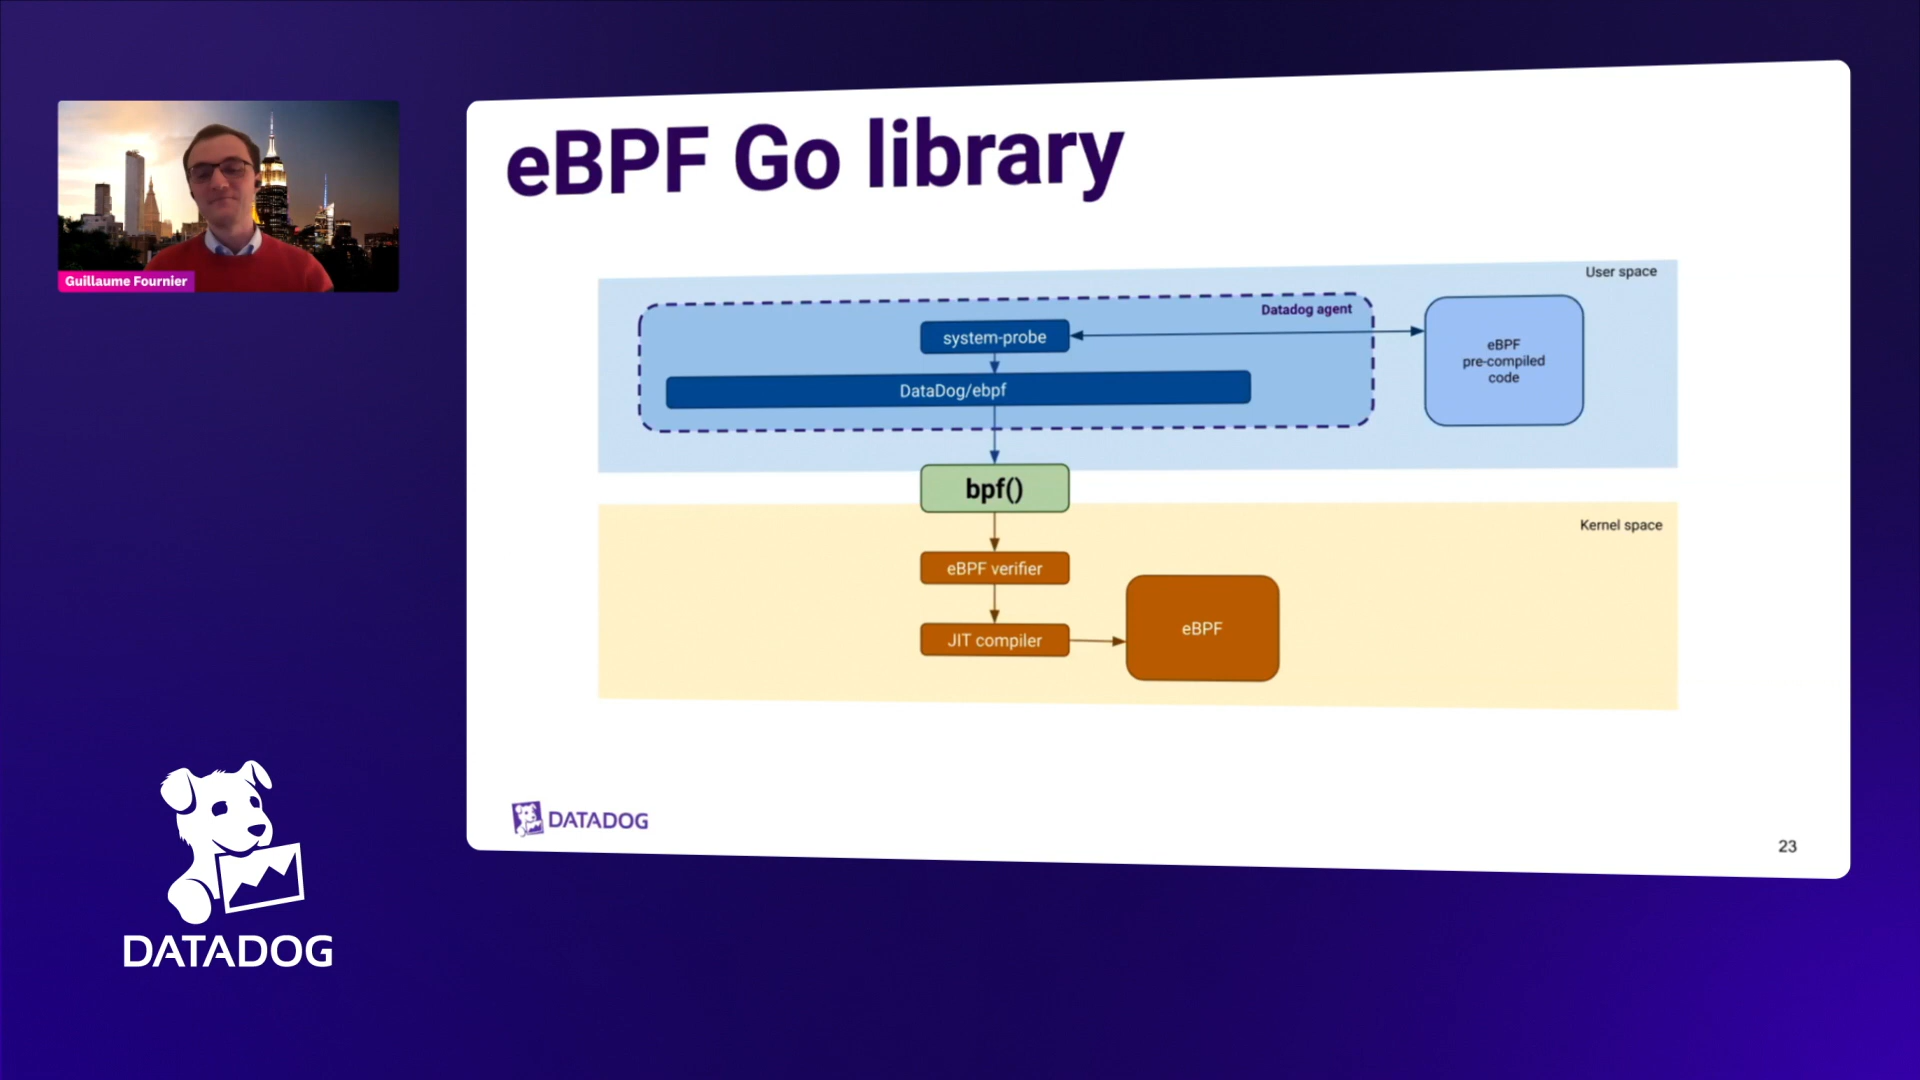 Guillaume Fournier
DATADOG
eBPF Go library
User space
Datadog agent
system-probe
DataDog/ebpf
eBPF
pre-compiled
code
bpf()
Kernel space
eBPF verifier
JIT compiler
eBPF
DATADOG
23